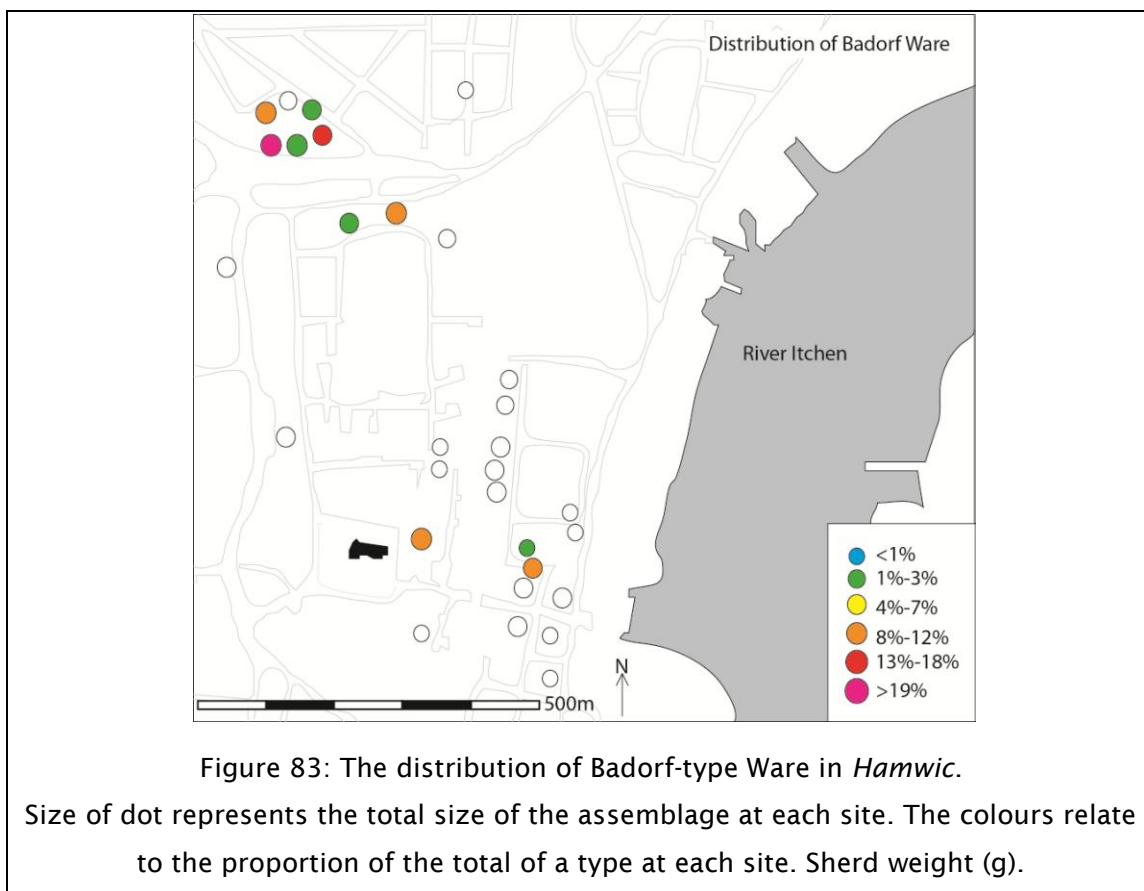 Distribution of Badorf Ware
River Itchen
<1%
1%-3%
4%-7%
8%-12%
13%-18%
>19%
N
500m
Figure 83: The distribution of Badorf-type Ware in Hamwic.
Size of dot represents the total size of the assemblage at each site. The colours relate
to the proportion of the total of a type at each site. Sherd weight (g).